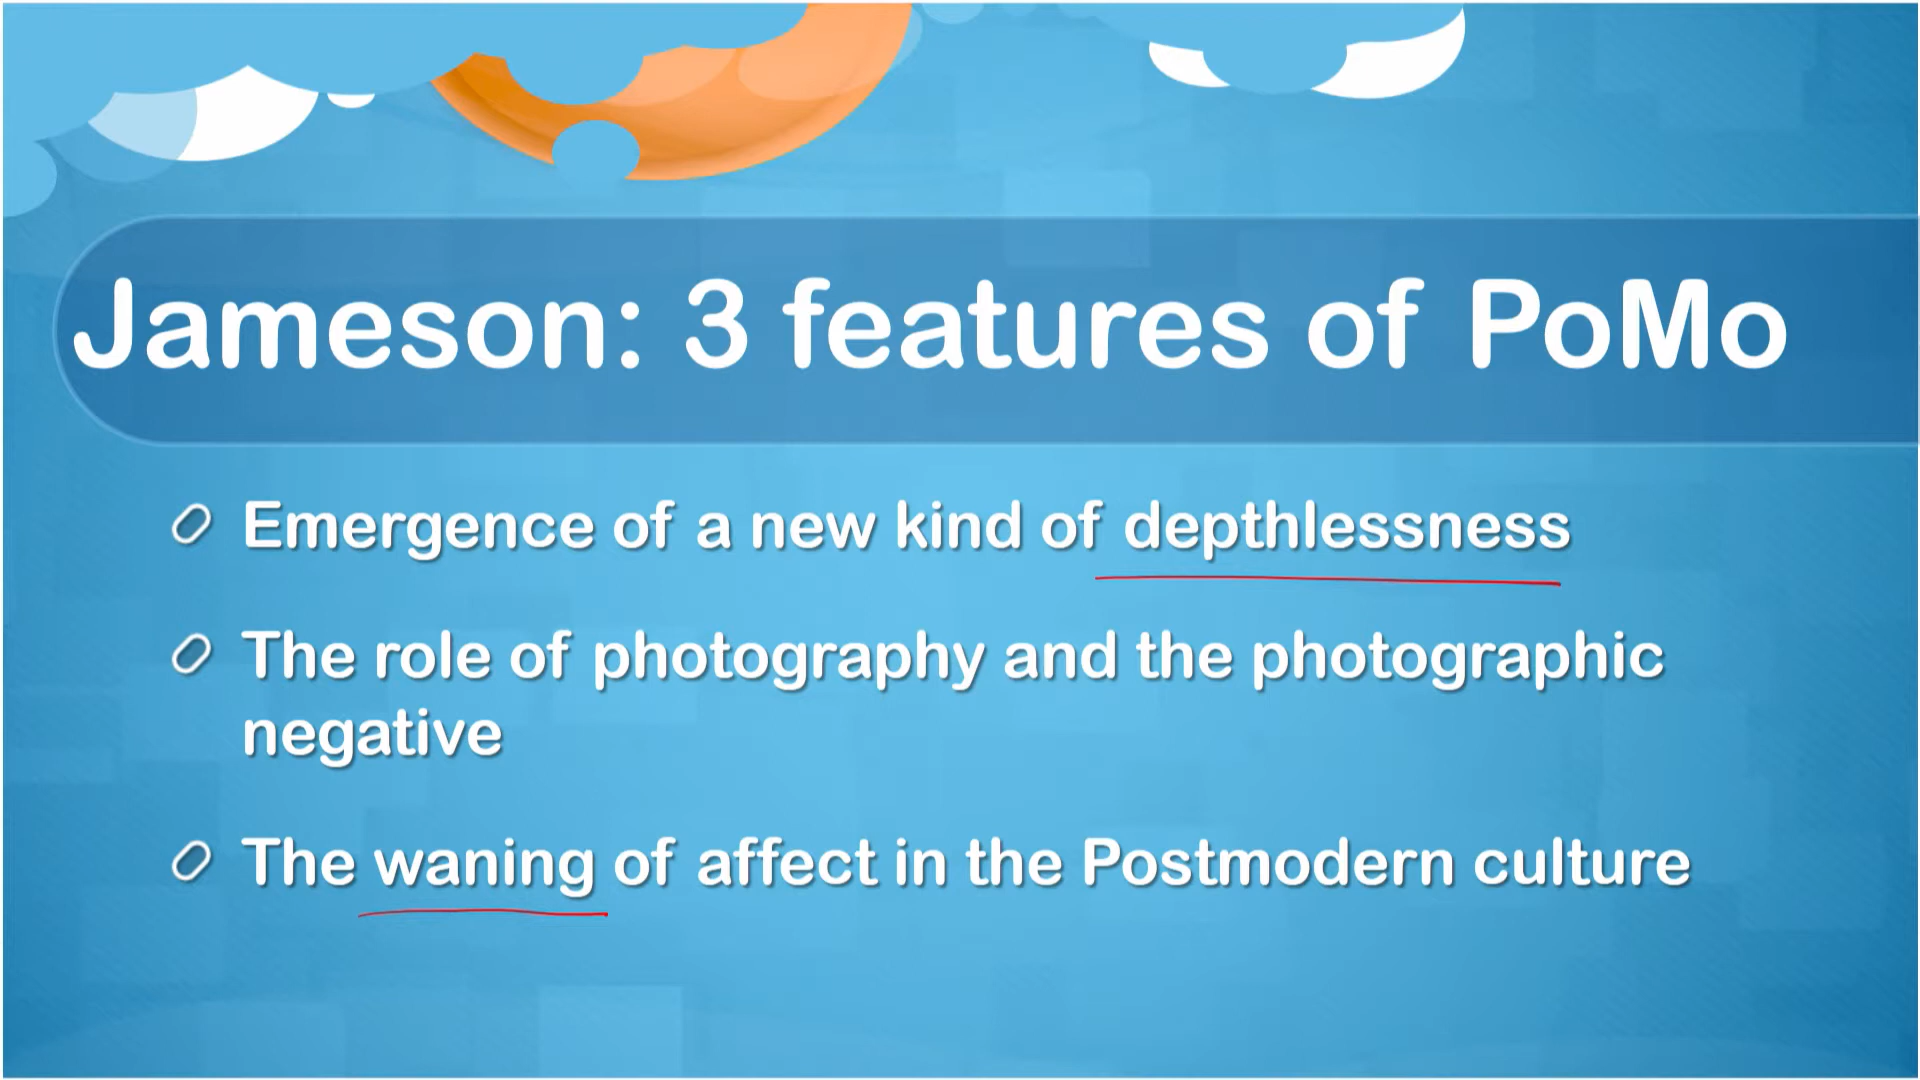 Jameson: 3 features of PoMo
Emergence of a new kind of depthlessness
The role of photography and the photographic
negative
The waning of affect in the Postmodern culture